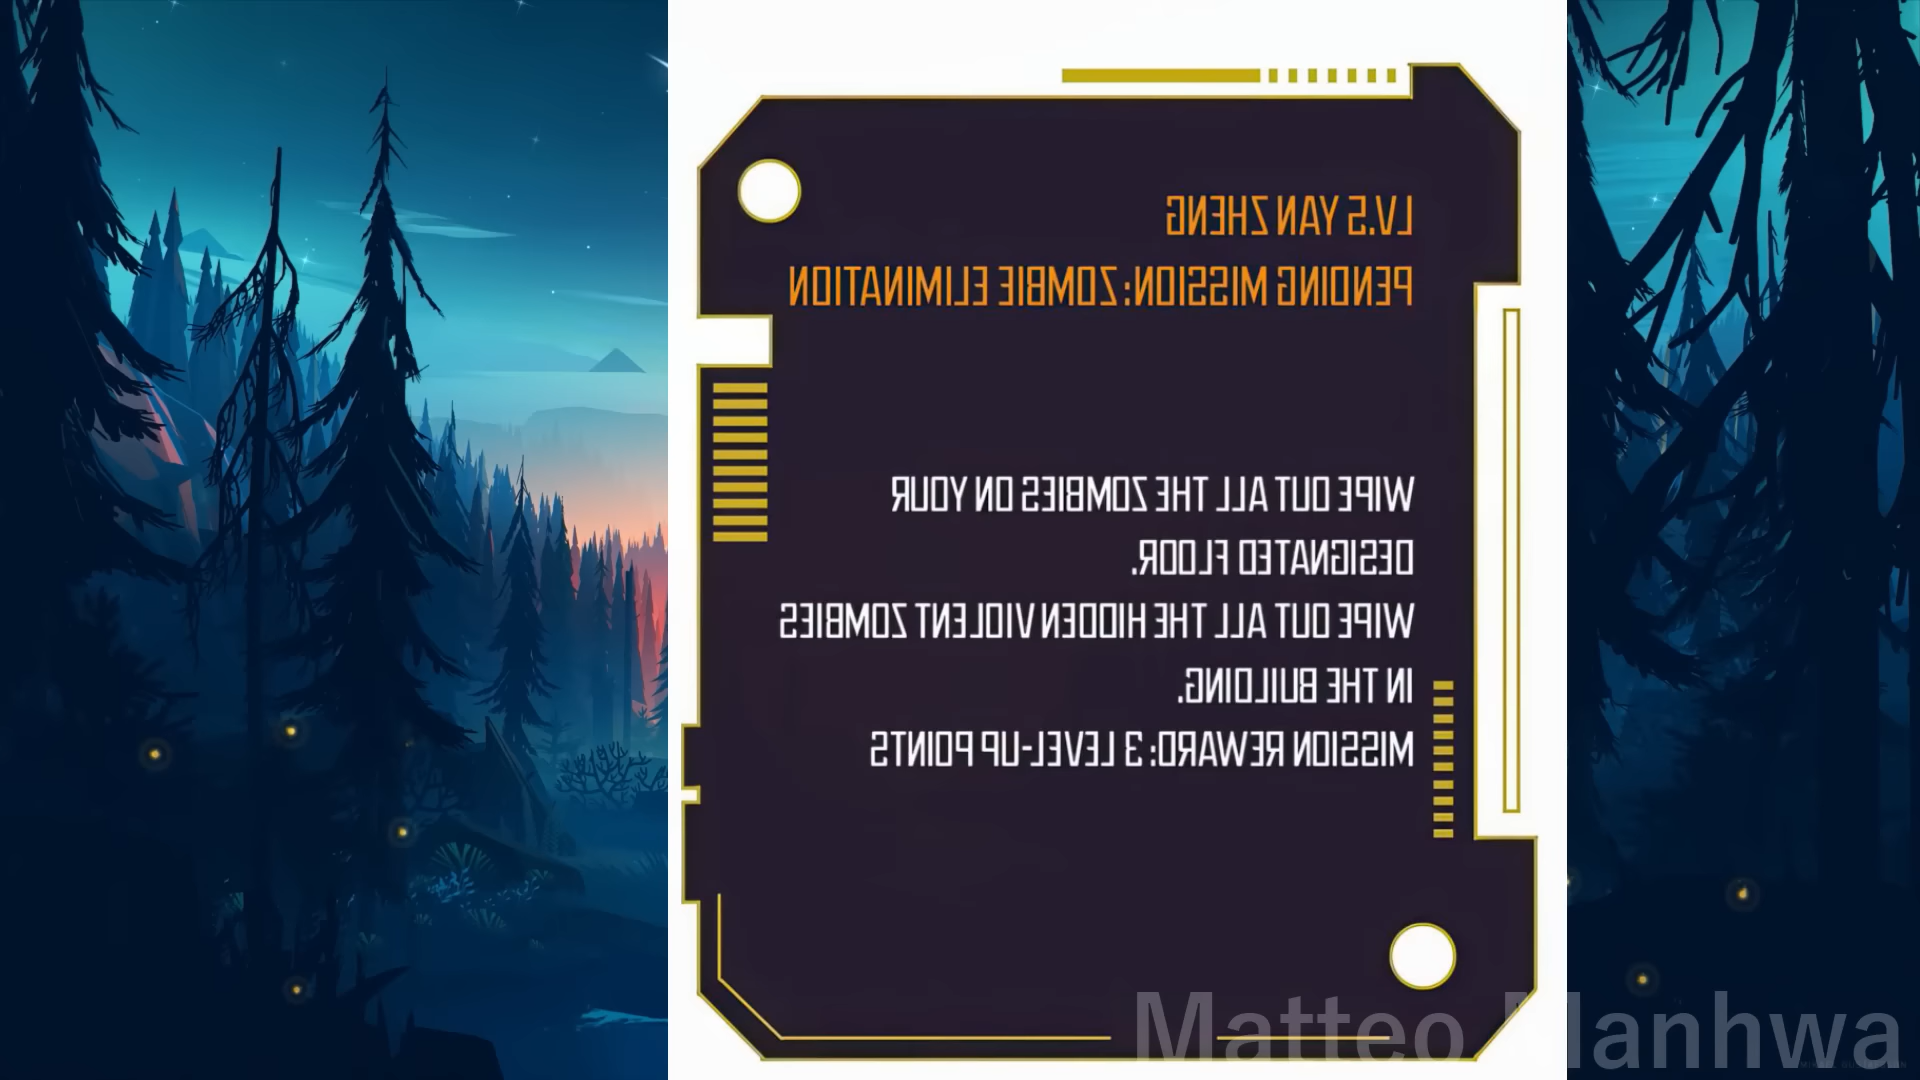 LV.5 YAN ZHENG
PENDING MISSION: ZOMBIE ELIMINATION
WIPE OUT ALL THE ZOMBIES ON YOUR
DESIGNATED FLOOR.
WIPE OUT ALL THE HIDDEN VIOLENT ZOMBIES
IN THE BUILDING.
MISSION REWARD: 3 LEVEL-UP POINTS
Matteo Manhwa